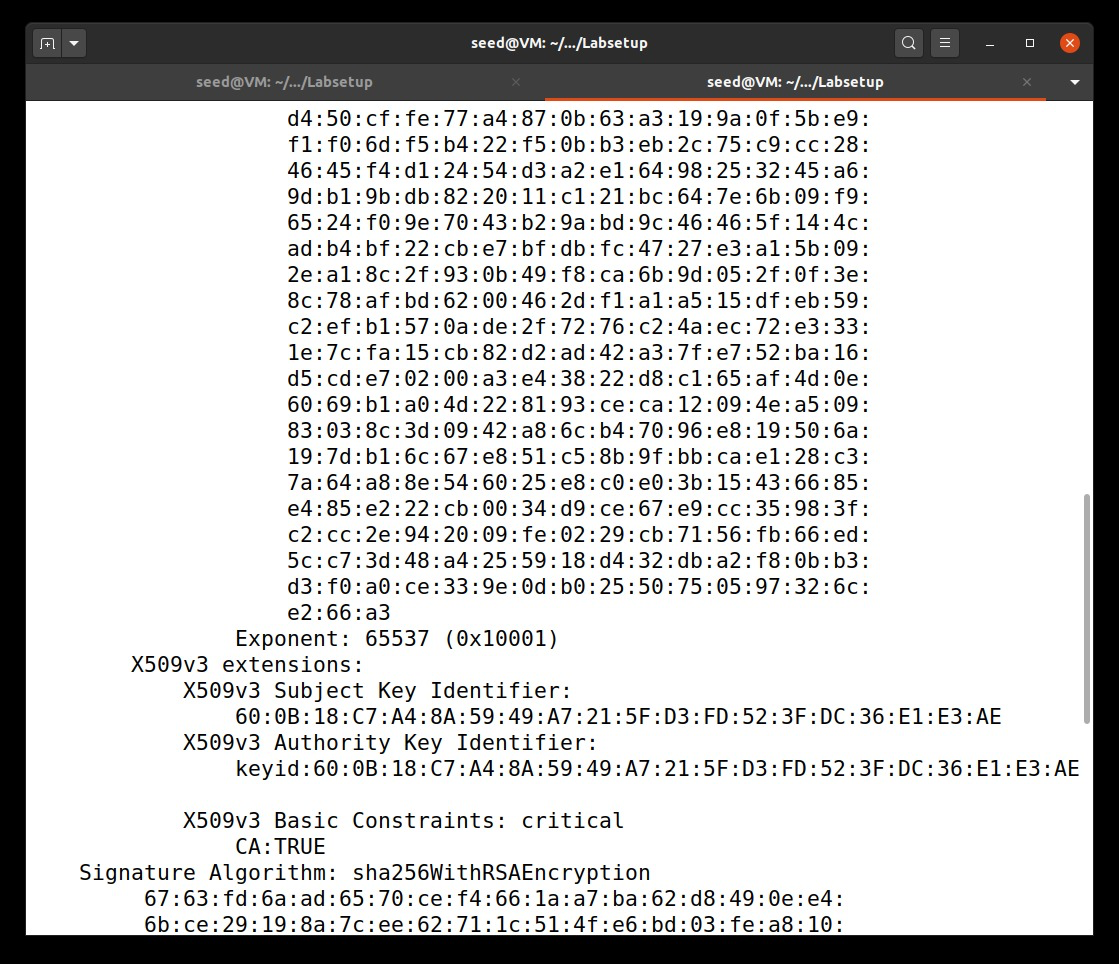 seed@VM: ~/.../Labsetup
seed@VM: ~/.../Labsetup
seed@VM: ~/.../Labsetup
d4:50:cf:fe:77:a4:87:0b:63:a3:19:9a:0f:5b:e9:
f1:f0:6d:f5:b4:22:f5:0b:b3:eb:2c:75:c9:cc:28:
46:45:f4:d1:24:54:d3:a2:e1:64:98:25:32:45:a6:
9d:b1:9b:db:82:20:11:c1:21:bc:64:7e:6b:09:f9:
65:24:f0:9e:70:43:b2:9a:bd:9c:46:46:5f:14:4c:
ad:b4:bf:22:cb:e7:bf:db:fc:47:27:e3:a1:5b:09:
2e:a1:8c:2f:93:0b:49:f8:ca:6b:9d:05:2f:0f:3e:
8c:78:af:bd:62:00:46:2d:f1:a1:a5:15:df:eb:59:
c2:ef:b1:57:0a:de:2f:72:76:c2:4a:ec:72:e3:33:
1e:7c:fa:15:cb:82:d2:ad:42:a3:7f:e7:52:ba:16:
d5:cd:e7:02:00:a3:e4:38:22:d8:c1:65:af:4d:0e:
60:69:b1:a0:4d:22:81:93:ce:ca:12:09:4e:a5:09:
83:03:8c:3d:09:42:a8:6c:b4:70:96:e8:19:50:6a:
19:7d:b1:6c:67:e8:51:c5:8b:9f:bb:ca:e1:28:c3:
7a:64:a8:8e:54:60:25:e8:c0:e0:3b:15:43:66:85:
e4:85:e2:22:cb:00:34:d9:ce:67:e9:cc:35:98:3f:
c2:cc:2e:94:20:09:fe:02:29:cb:71:56:fb:66:ed:
5c:c7:3d:48:a4:25:59:18:d4:32:db:a2:f8:0b:b3:
d3:f0:a0:ce:33:9e:0d:b0:25:50:75:05:97:32:6c:
e2:66:a3
Exponent: 65537 (0x10001)
X509v3 extensions:
X509v3 Subject Key Identifier:
60:0B:18:C7:A4:8A:59:49:A7:21:5F:D3:FD:52:3F:DC:36:E1:E3:AE
X509v3 Authority Key Identifier:
keyid:60:0B:18:C7:A4:8A:59:49:A7:21:5F:D3:FD:52:3F:DC:36:E1:E3:AE
X509v3 Basic Constraints: critical
CA:TRUE
Signature Algorithm: sha256WithRSAEncryption
67:63:fd:6a:ad:65:70:ce:f4:66:1a:a7:ba:62:d8:49:0e:e4:
6b:ce:29:19:8a:7c:ee:62:71:1c:51:4f:e6:bd:03:fe:a8:10: